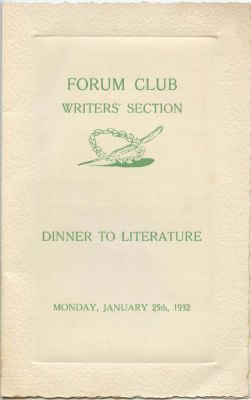 FORUM CLUB
WRITERS' SECTION
DINNER TO LITERATURE
MONDAY, JANUARY 25th, 1932